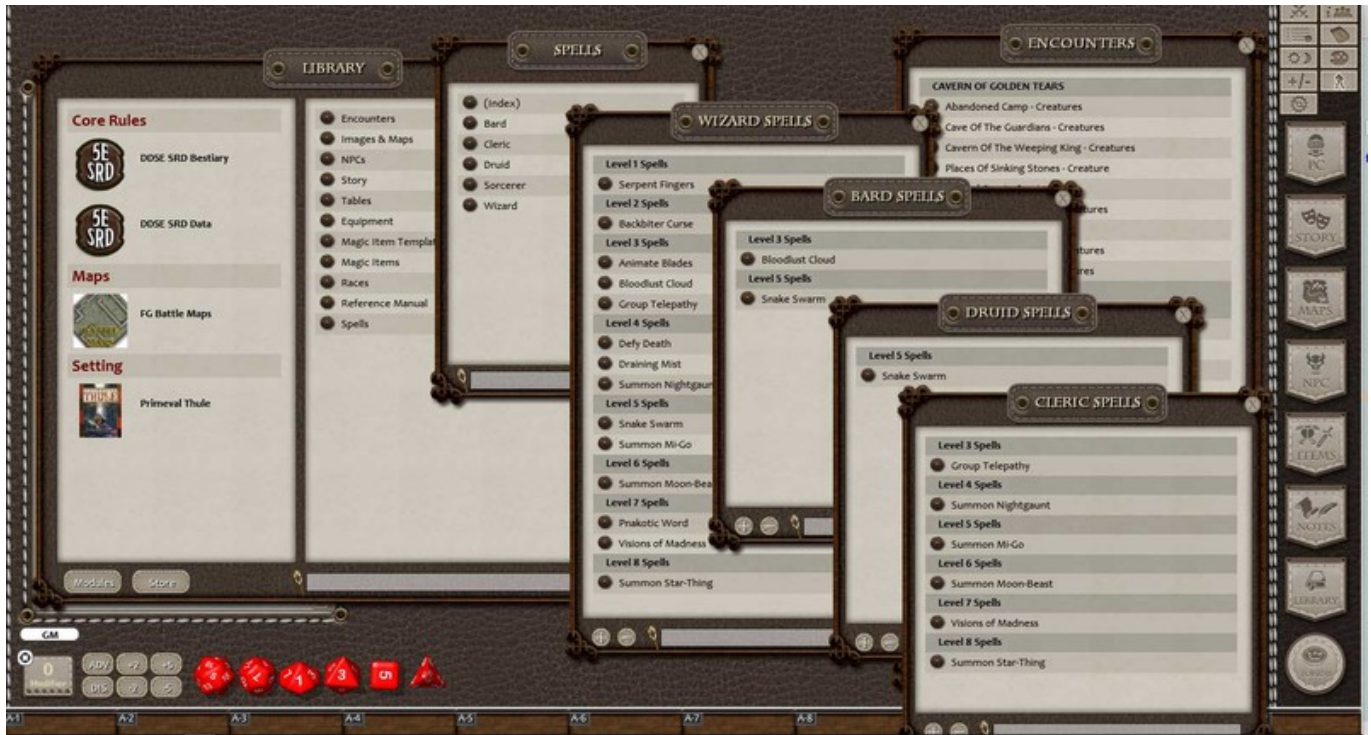 LIBRARY
Core Rules
5E
SRD
DDSE SRD Bestiary
5E
SRD
DDSE SRD Data
Maps
FG Battle Maps
Setting
THULE
Primeval Thule
Encounters
Images & Maps
NPCs
Story
Tables
Equipment
Magic Item Templat
Magic Items
Races
Reference Manual
Spells
Modules
Store
SPELLS
(Index)
Bard
Cleric
Druid
Sorcerer
Wizard
WIZARD SPELLS
Level 1 Spells
Serpent Fingers
Level 2 Spells
Backbiter Curse
Level 3 Spells
Animate Blades
Bloodlust Cloud
Group Telepathy
Level 4 Spells
Defy Death
Draining Mist
Summon Nightgaun
Level 5 Spells
Snake Swarm
Summon Mi-Go
Level 6 Spells
Summon Moon-Bea
Level 7 Spells
Pnakotic Word
Visions of Madness
Level 8 Spells
Summon Star-Thing
BARD SPELLS
Level 3 Spells
Bloodlust Cloud
Level 5 Spells
Snake Swarm
DRUID SPELLS
Level 5 Spells
Snake Swarm
CLERIC SPELLS
Level 3 Spells
Group Telepathy
Level 4 Spells
Summon Nightgaunt
Level 5 Spells
Summon Mi-Go
Level 6 Spells
Summon Moon-Beast
Level 7 Spells
Visions of Madness
Level 8 Spells
Summon Star-Thing
ENCOUNTERS
CAVERN OF GOLDEN TEARS
Abandoned Camp - Creatures
Cave Of The Guardians - Creatures
Cavern Of The Weeping King - Creatures
Places Of Sinking Stones - Creature
+/-
PC
STORY
MAPS
NPC
ITEMS
NOTES
LIBRARY
GM
0
Modifier
ADV +2 +5
DIS -2 -5
1
3
5
A-1 A-2 A-3 A-4 A-5 A-6 A-7 A-8